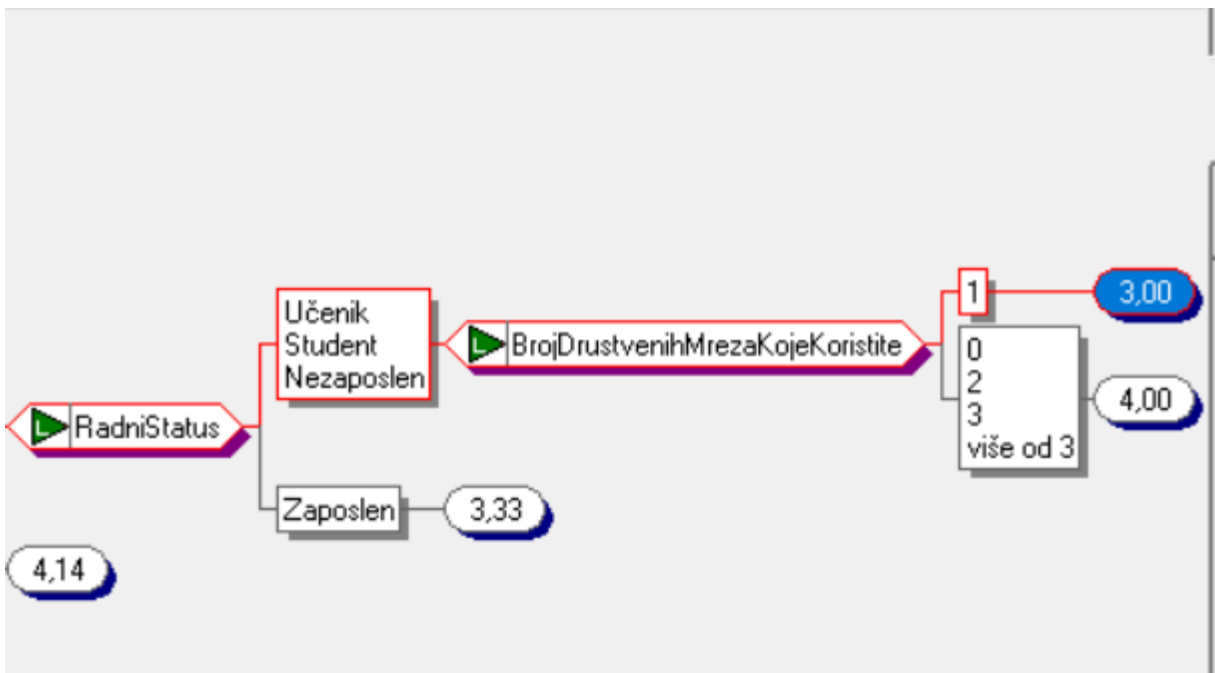 RadniStatus
Učenik
Student
Nezaposlen
Zaposlen
3,33
4,14
L BrojDrustvenihMrezaKojeKoristite
1
3,00
0
2
3
više od 3
4,00